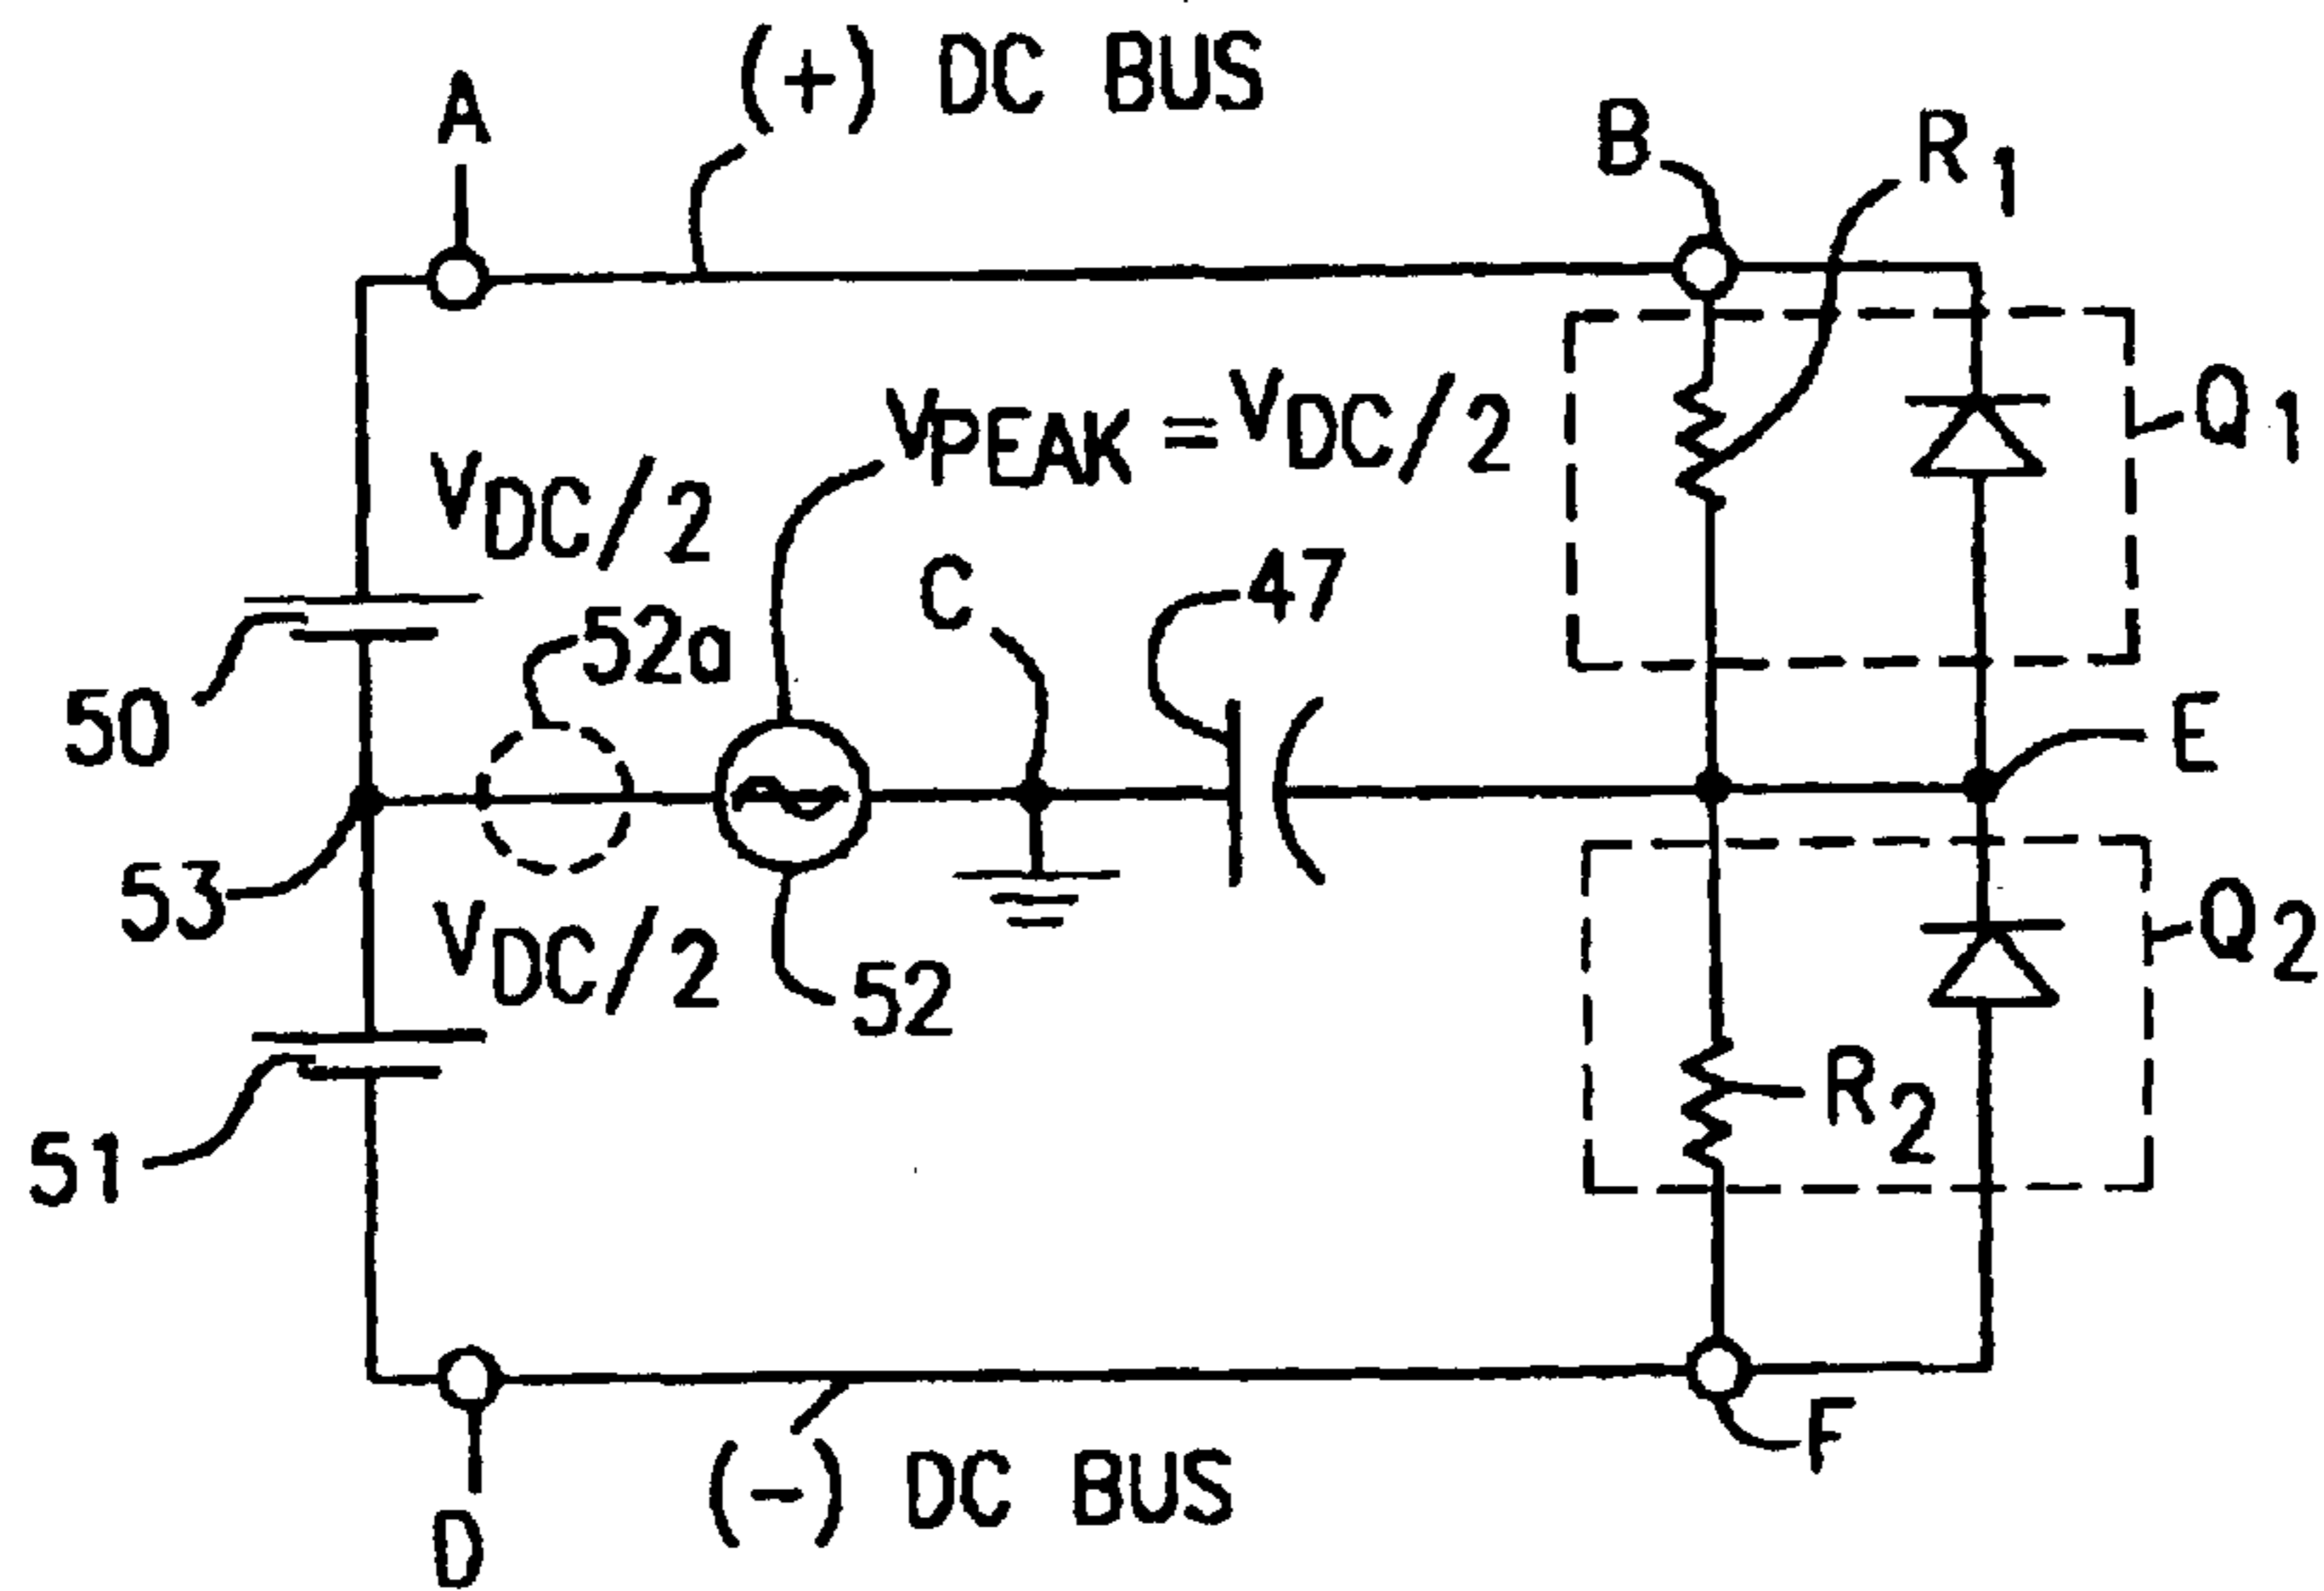 (+) DC BUS
A
B
R1
VPEAK = VDC/2
Q1
VDC/2
C
47
52a
50
E
53
VDC/2
52
Q2
R2
51
F
(-) DC BUS
D